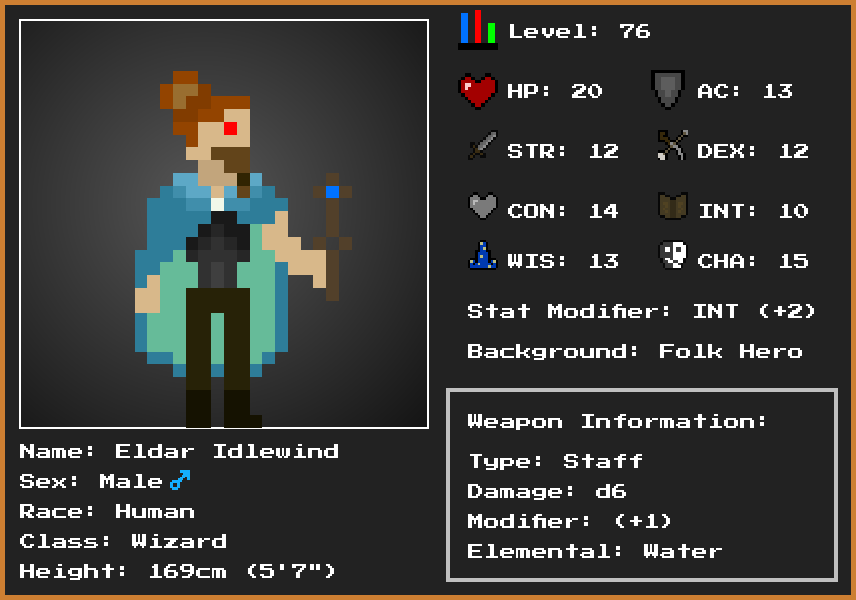 Level: 76
HP: 20 AC: 13
STR: 12 DEX: 12
CON: 14 INT: 10
WIS: 13 CHA: 15
Stat Modifier: INT (+2)
Background: Folk Hero
Weapon Information:
Type: Staff
Damage: d6
Modifier: (+1)
Elemental: Water
Name: Eldar Idlewind
Sex: Male ♂
Race: Human
Class: Wizard
Height: 169cm (5'7")